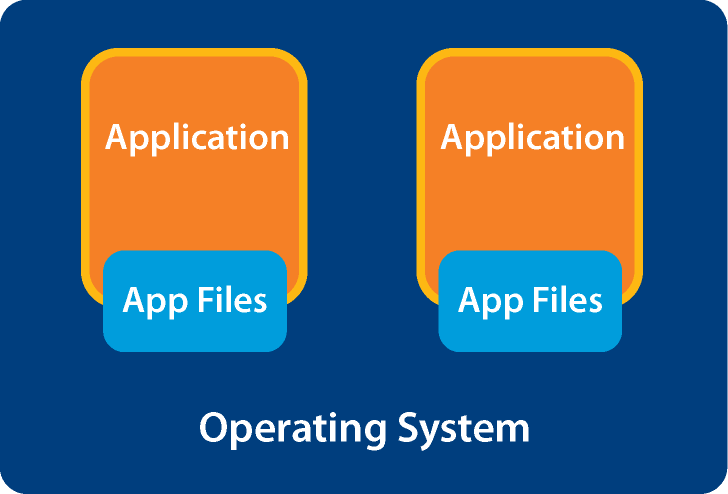 Application
Application
App Files
App Files
Operating System